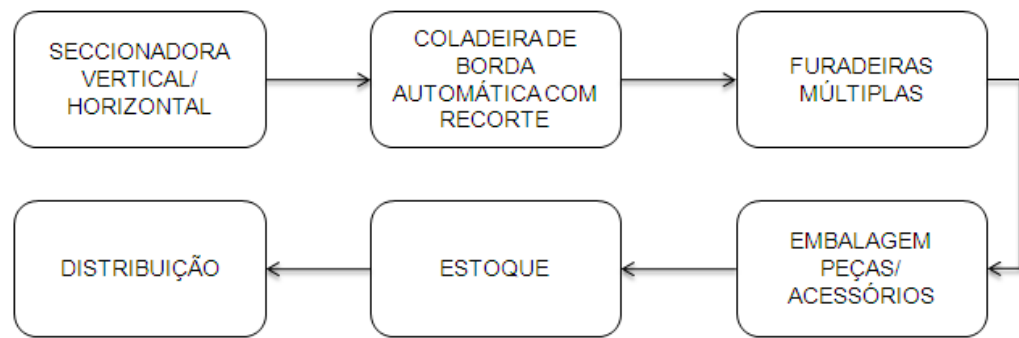 SECCIONADORA
VERTICAL/
HORIZONTAL
COLADEIRA DE
BORDA
AUTOMÁTICA COM
RECORTE
FURADEIRAS
MÚLTIPLAS
DISTRIBUIÇÃO
ESTOQUE
EMBALAGEM
PEÇAS/
ACESSÓRIOS